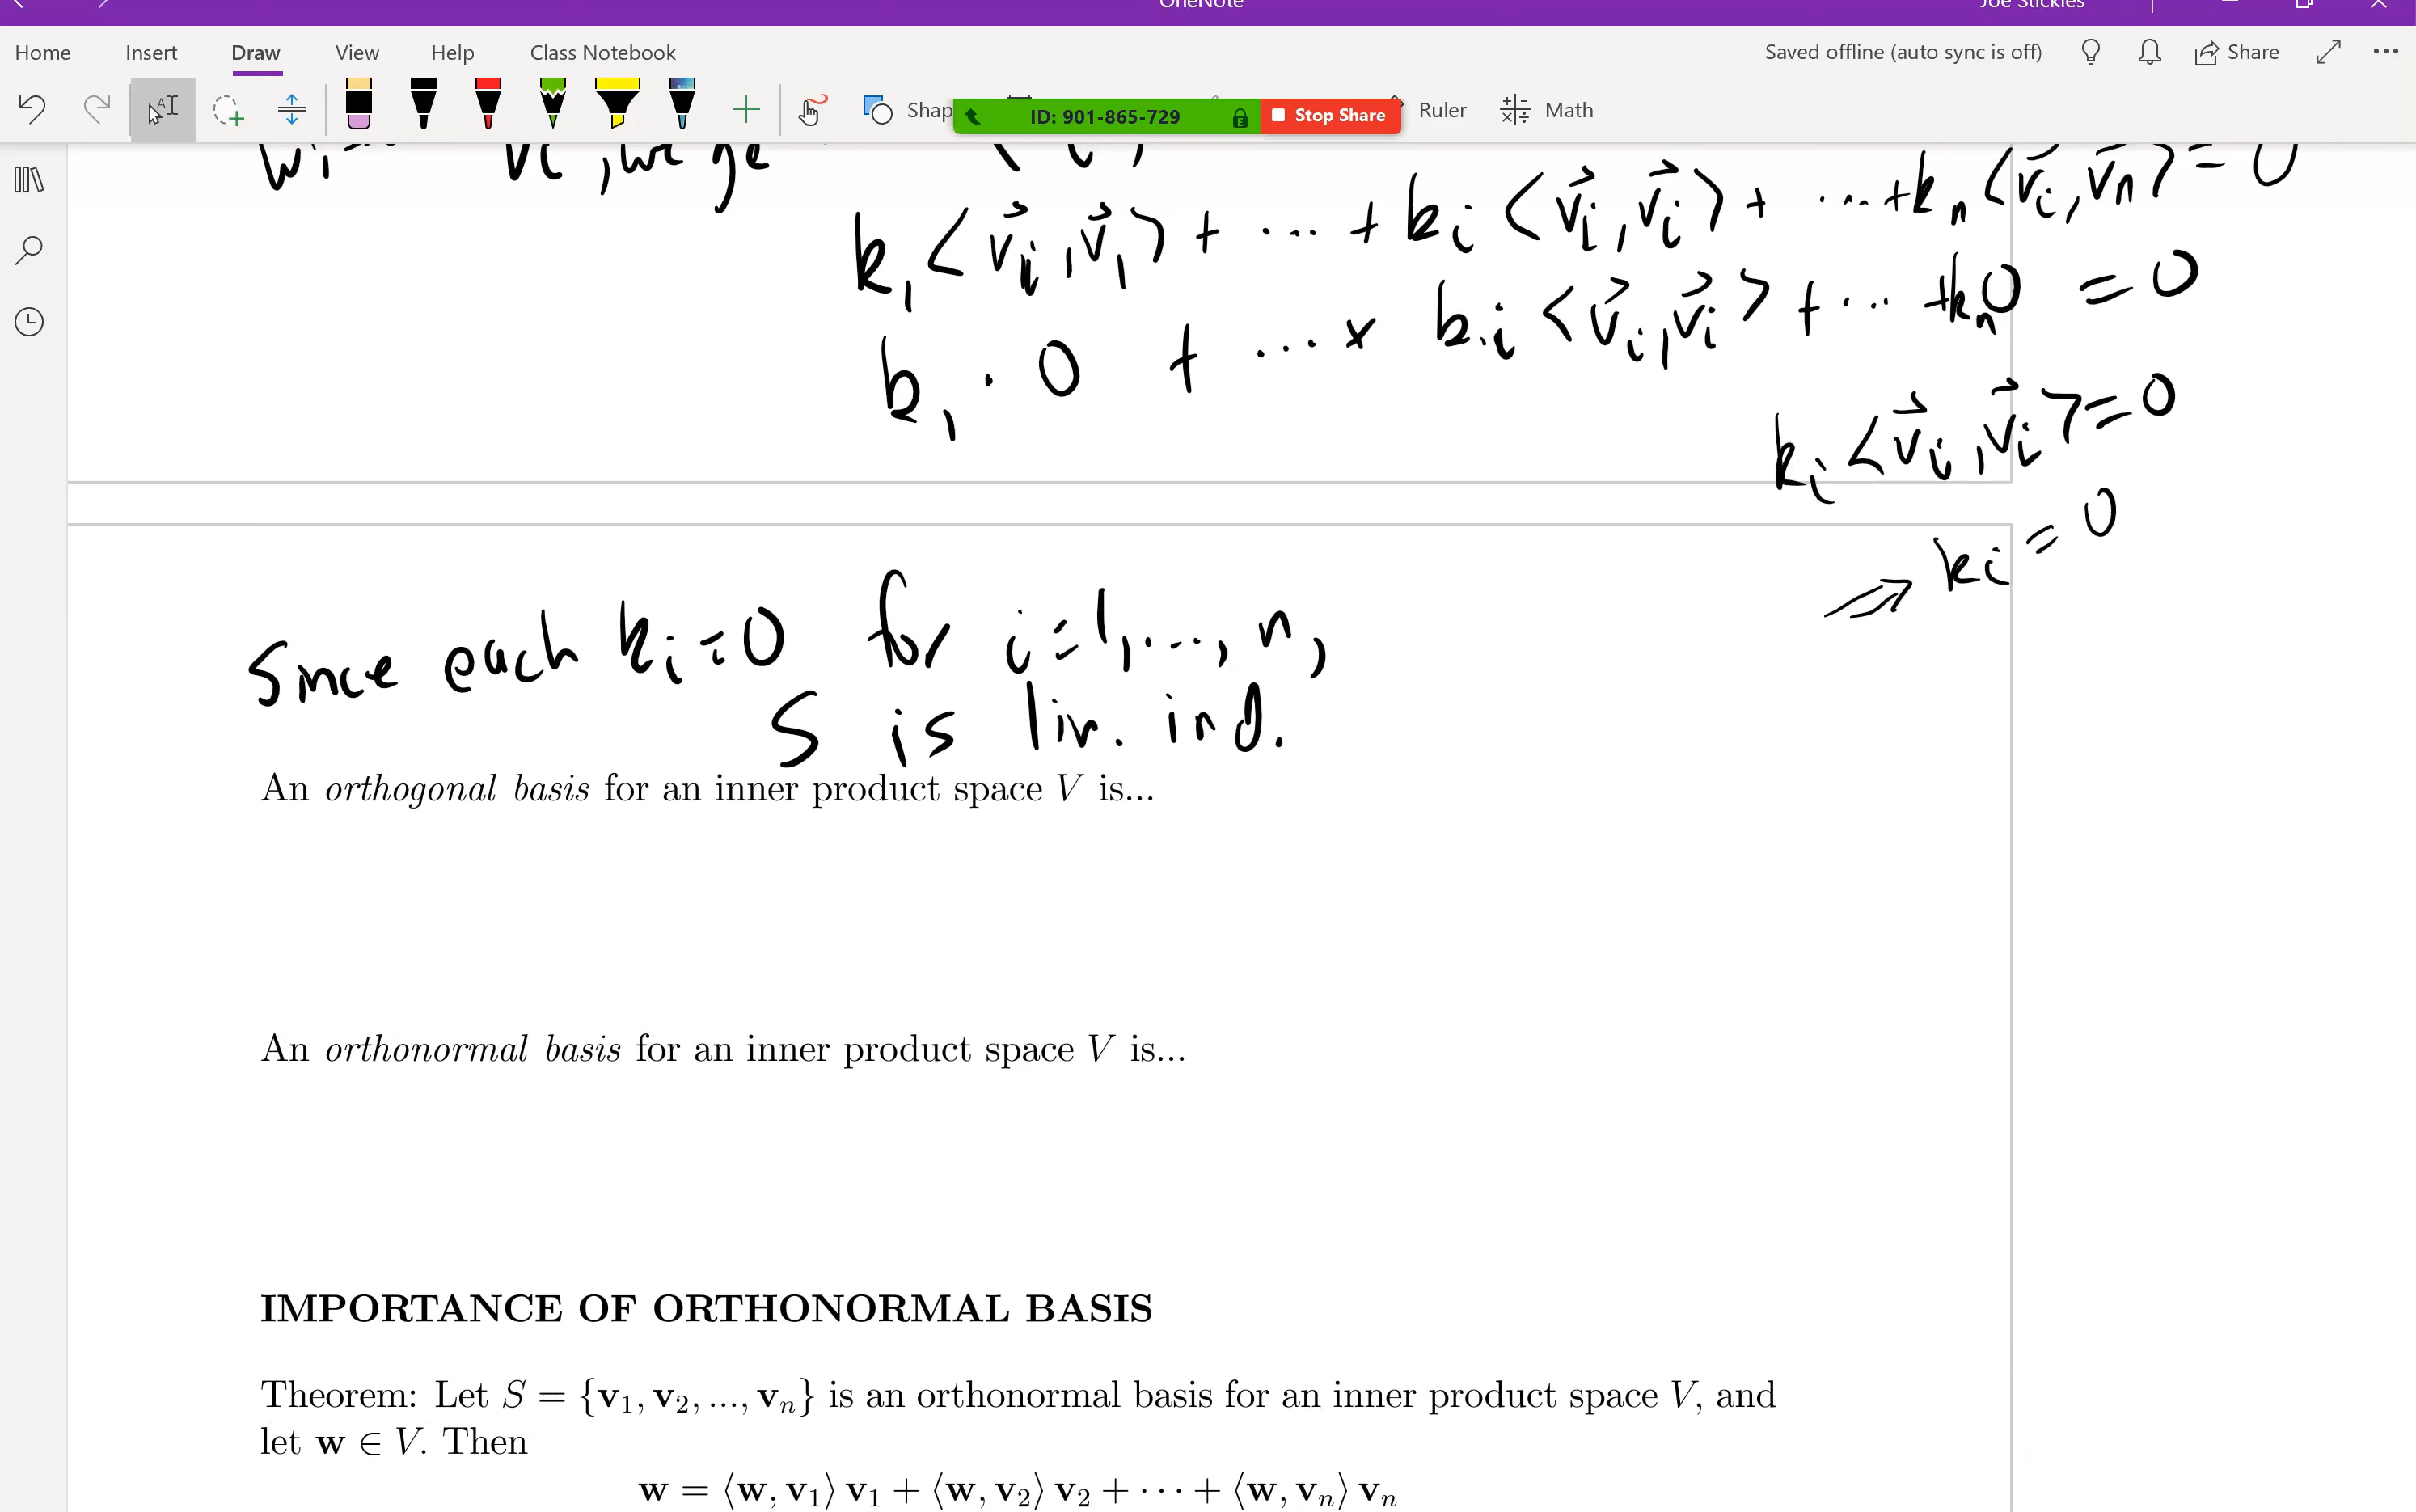 OneNote
Joe Stickles
Home Insert Draw View Help Class Notebook
Saved offline (auto sync is off) Share
Shap
ID: 901-865-729 Stop Share
Ruler Math
k₁⟨v⃗ᵢ, v⃗₁⟩ + ... + kᵢ⟨v⃗ᵢ, v⃗ᵢ⟩ + ... + kₙ⟨v⃗ᵢ, v⃗ₙ⟩ = 0
k₁ · 0 + ... + kᵢ⟨v⃗ᵢ, v⃗ᵢ⟩ + ... + kₙ0 = 0
kᵢ⟨v⃗ᵢ, v⃗ᵢ⟩ = 0
⇒ kᵢ = 0
Since each kᵢ = 0 for i = 1, ..., n,
S is lin. ind.
An orthogonal basis for an inner product space V is...
An orthonormal basis for an inner product space V is...
IMPORTANCE OF ORTHONORMAL BASIS
Theorem: Let S = {v₁, v₂, ..., vₙ} is an orthonormal basis for an inner product space V, and
let w ∈ V. Then
w = ⟨w, v₁⟩ v₁ + ⟨w, v₂⟩ v₂ + · · · + ⟨w, vₙ⟩ vₙ